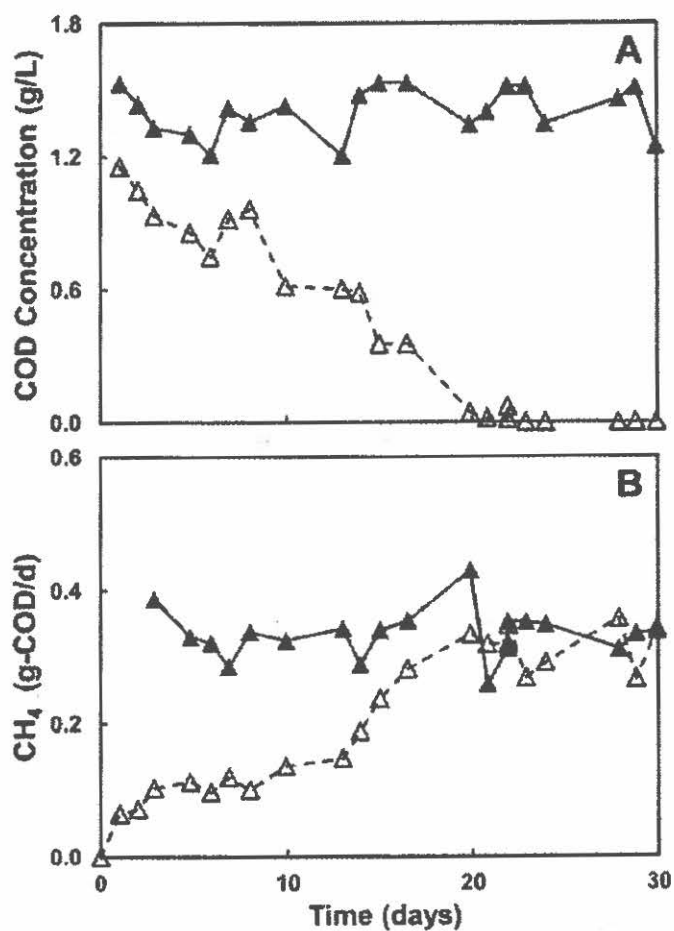 1.8
A
1.2
0.6
0.0
COD Concentration (g/L)
0.6
B
0.4
0.2
0.0
CH₄ (g-COD/d)
0 10 20 30
Time (days)